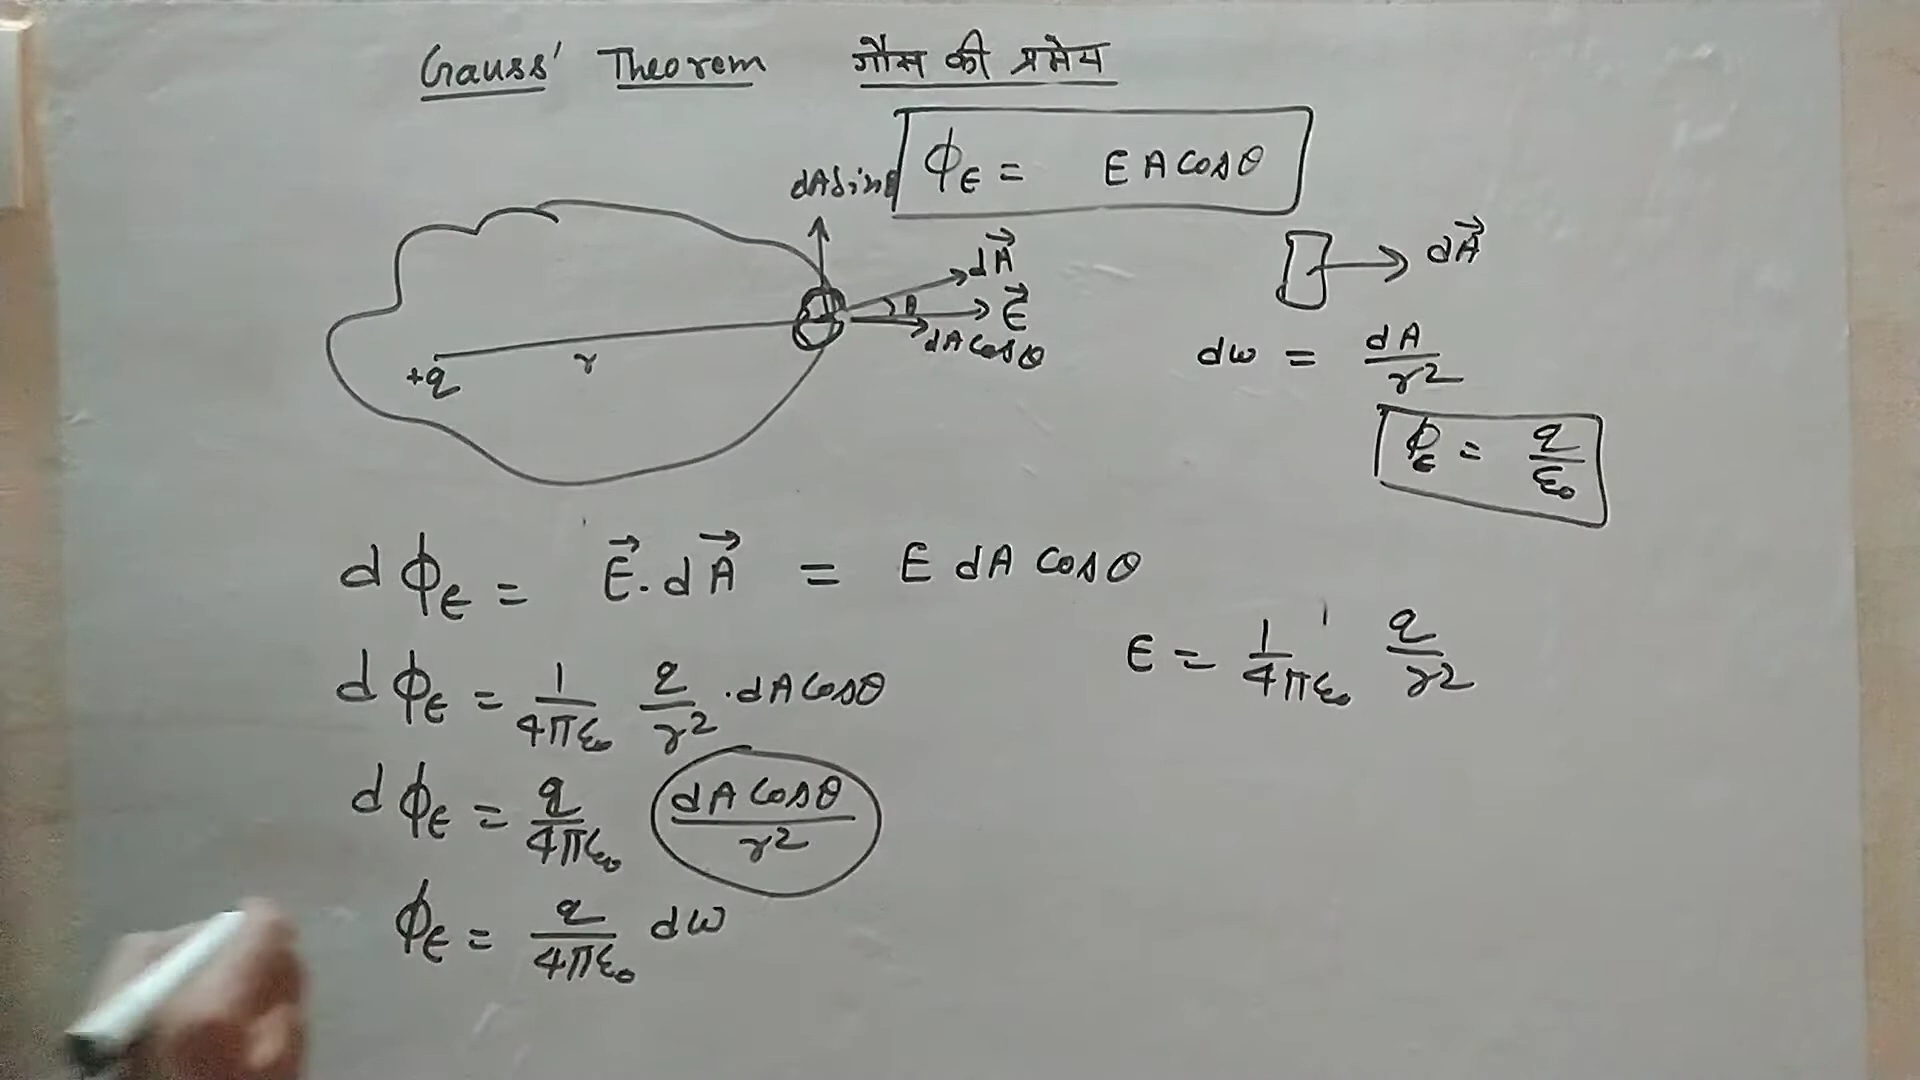 Gauss' Theorem गौस की प्रमेय
ϕE = E A Cosθ
dA Sinθ
dA⃗
θ
E⃗
dA Cosθ
+q
r
dA⃗
dω = dA/r²
ϕE = q/ε₀
dϕE = E⃗.dA⃗ = E dA Cosθ
E = 1/4πε₀ q/r²
dϕE = 1/4πε₀ q/r² .dA Cosθ
dϕE = q/4πε₀ dA Cosθ/r²
ϕE = q/4πε₀ dω